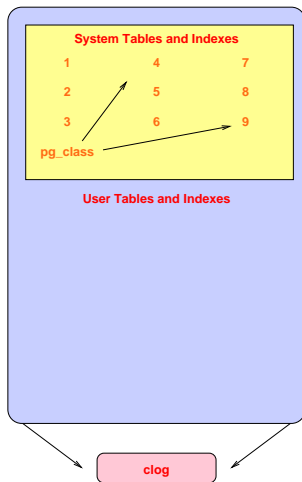 System Tables and Indexes
1 4 7
2 5 8
3 6 9
pg_class
User Tables and Indexes
clog